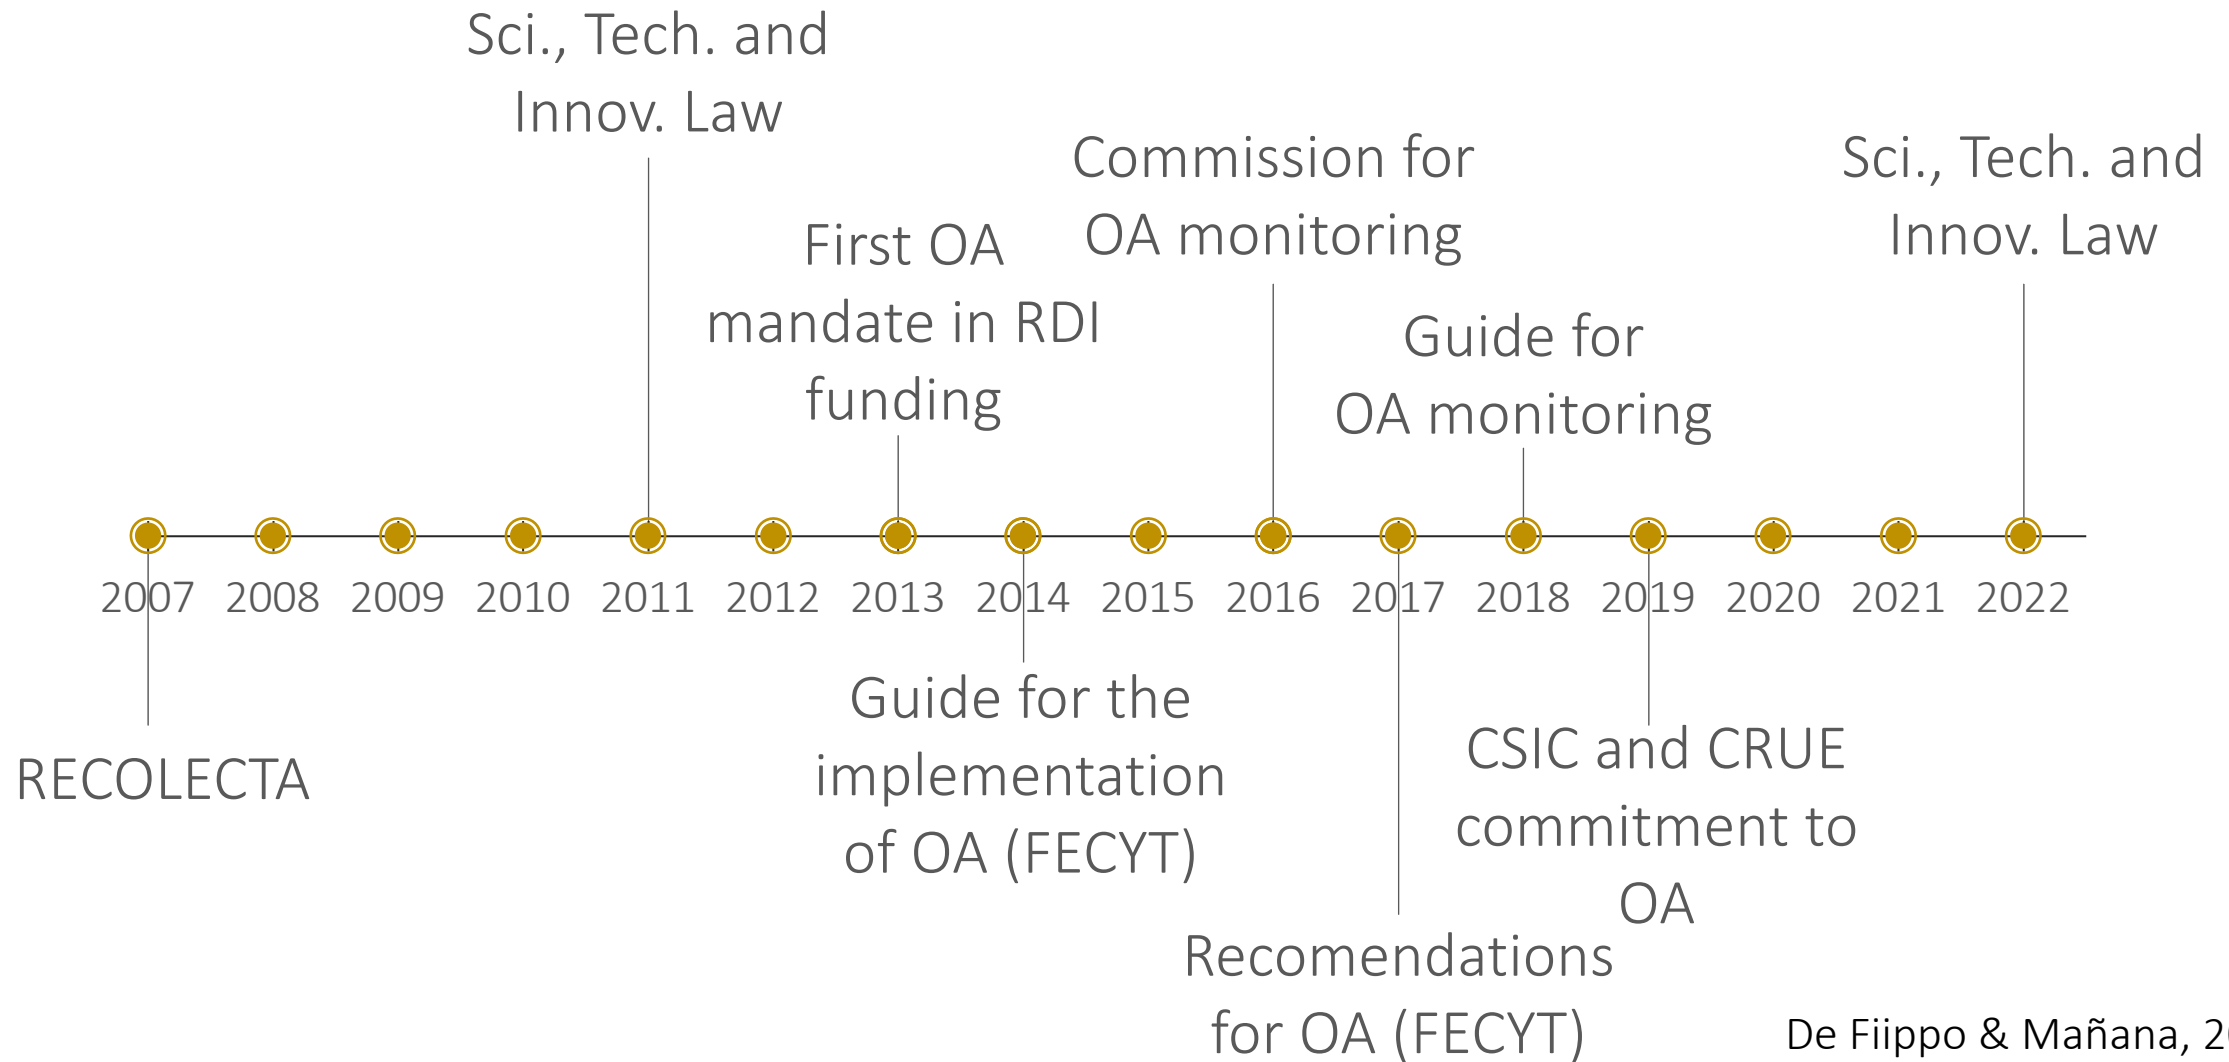 Sci., Tech. and
Innov. Law
First OA
mandate in RDI
funding
Commission for
OA monitoring
Guide for
OA monitoring
Sci., Tech. and
Innov. Law
2007 2008 2009 2010 2011 2012 2013 2014 2015 2016 2017 2018 2019 2020 2021 2022
RECOLECTA
Guide for the
implementation
of OA (FECYT)
Recomendations
for OA (FECYT)
CSIC and CRUE
commitment to
OA
De Fiippo & Mañana,